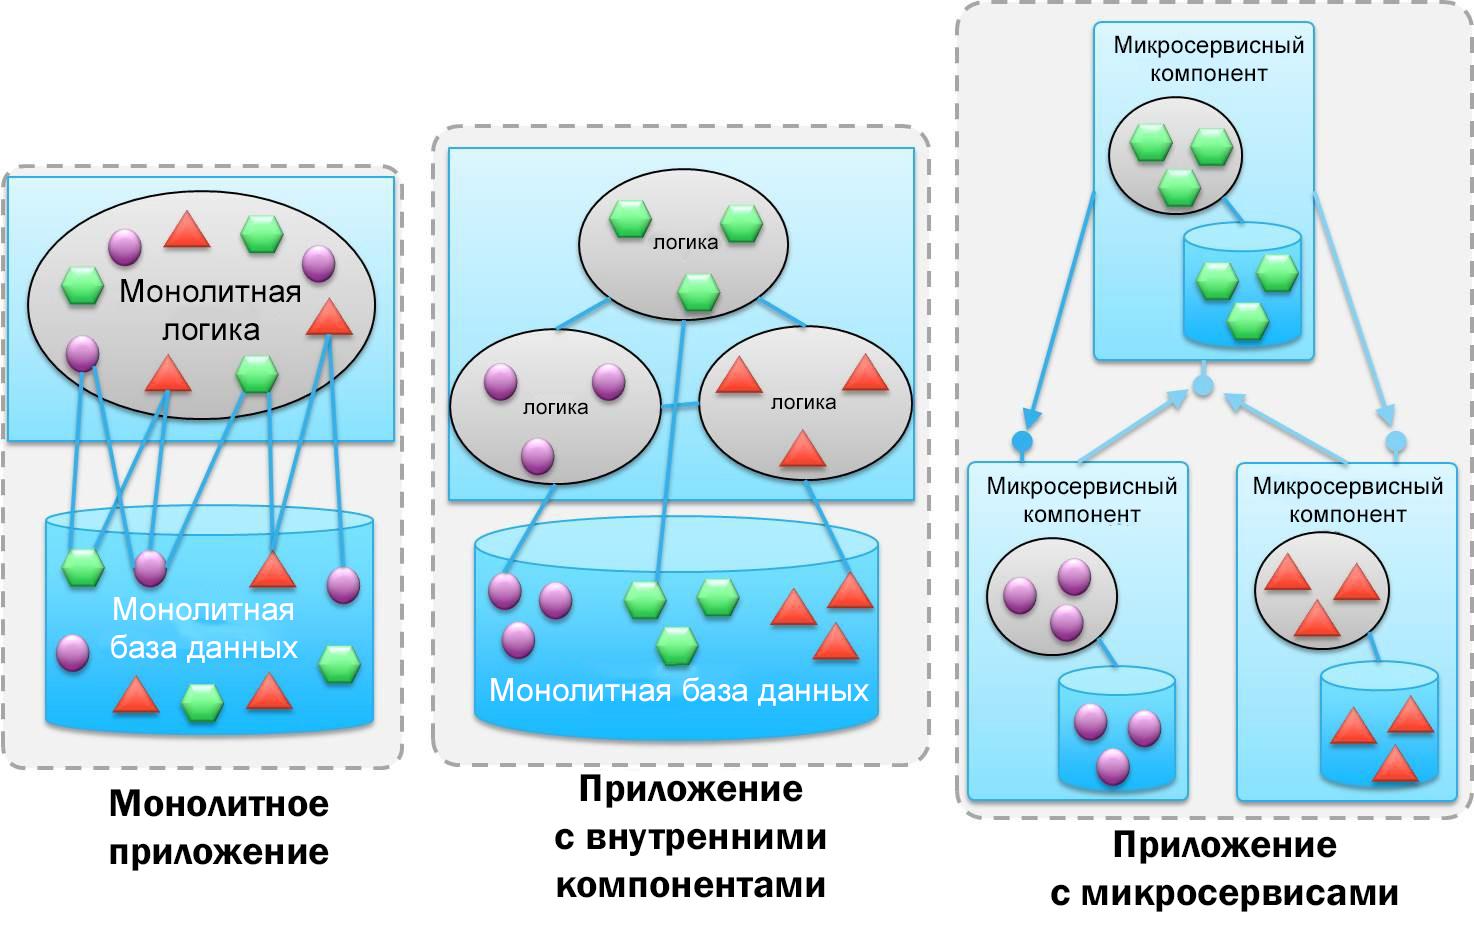 Монолитная
логика
Монолитная
база данных
Монолитное
приложение
логика
логика
логика
Монолитная база данных
Приложение
с внутренними
компонентами
Микросервисный
компонент
Микросервисный
компонент
Микросервисный
компонент
Приложение
с микросервисами